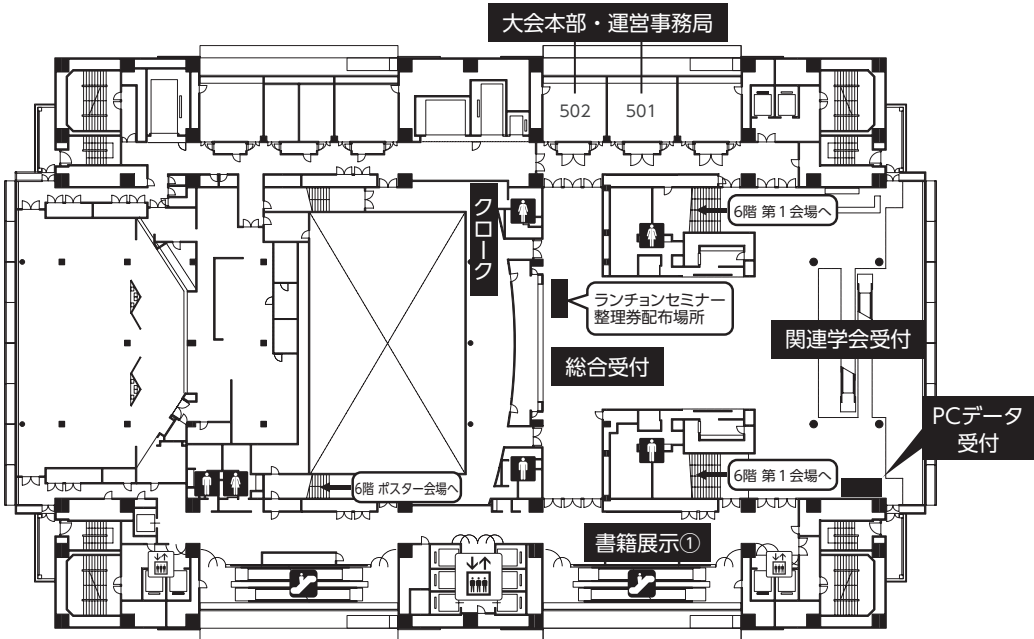 大会本部・運営事務局
502
501
クローク
6階 第1会場へ
ランチョンセミナー
整理券配布場所
関連学会受付
総合受付
PCデータ
受付
6階 第1会場へ
6階 ポスター会場へ
書籍展示①